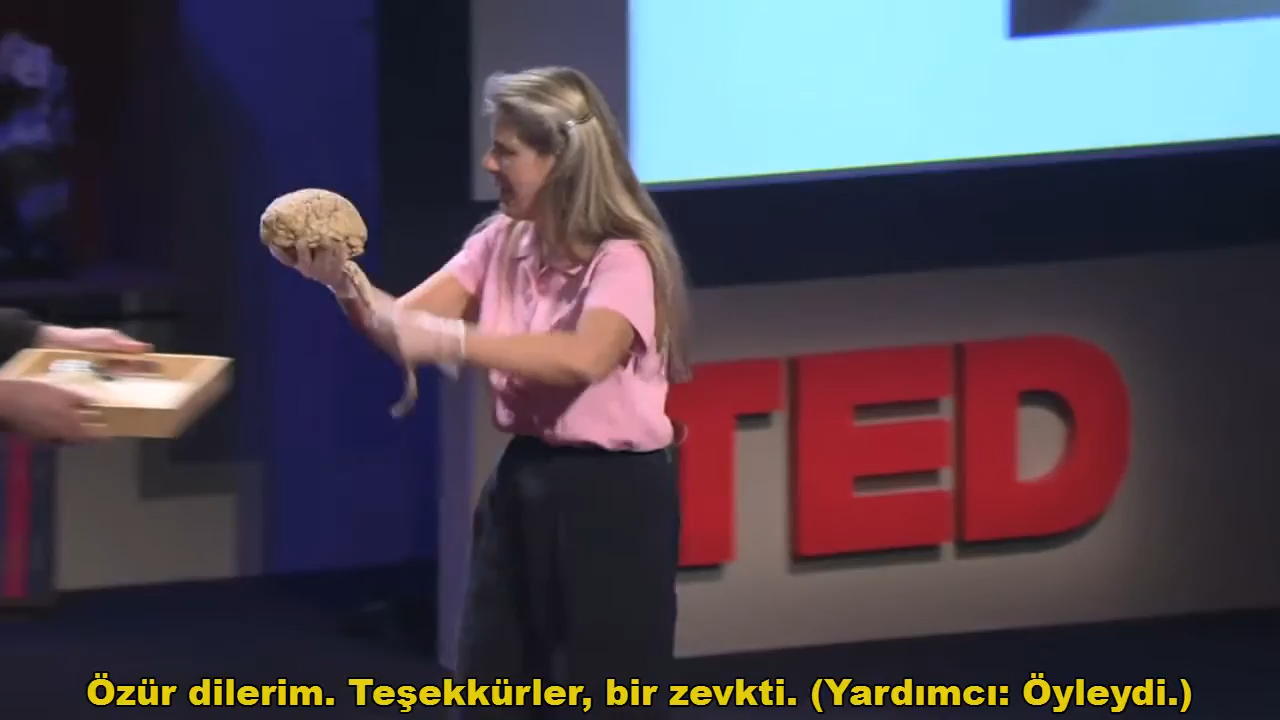 TED
Özür dilerim. Teşekkürler, bir zevkti. (Yardımcı: Öyleydi.)